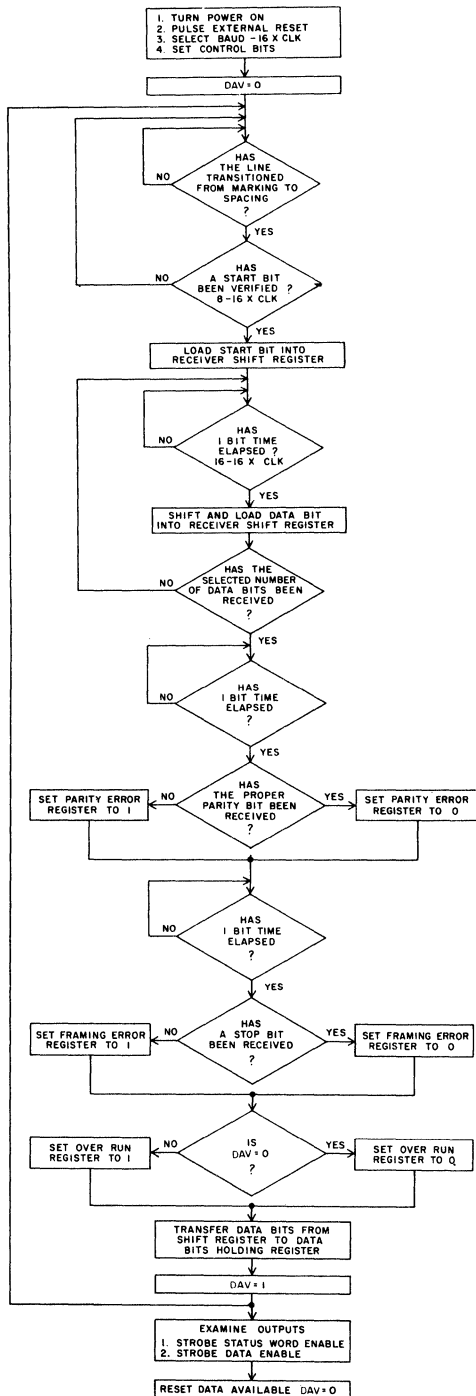 1. TURN POWER ON
2. PULSE EXTERNAL RESET
3. SELECT BAUD - 16 X CLK
4. SET CONTROL BITS
DAV = 0
HAS
THE LINE
TRANSITIONED
FROM MARKING TO
SPACING
?
NO
YES
HAS
A START BIT
BEEN VERIFIED ?
8-16 X CLK
NO
YES
LOAD START BIT INTO
RECEIVER SHIFT REGISTER
HAS
1 BIT TIME
ELAPSED ?
16-16 X CLK
NO
YES
SHIFT AND LOAD DATA BIT
INTO RECEIVER SHIFT REGISTER
HAS THE
SELECTED NUMBER
OF DATA BITS BEEN
RECEIVED
?
NO
YES
HAS
1 BIT TIME
ELAPSED
?
NO
YES
HAS
THE PROPER
PARITY BIT BEEN
RECEIVED
?
NO
YES
SET PARITY ERROR
REGISTER TO 1
SET PARITY ERROR
REGISTER TO 0
HAS
1 BIT TIME
ELAPSED
?
NO
YES
HAS
A STOP BIT
BEEN RECEIVED
?
NO
YES
SET FRAMING ERROR
REGISTER TO 1
SET FRAMING ERROR
REGISTER TO 0
IS
DAV = 0
?
NO
YES
SET OVER RUN
REGISTER TO 1
SET OVER RUN
REGISTER TO 0
TRANSFER DATA BITS FROM
SHIFT REGISTER TO DATA
BITS HOLDING REGISTER
DAV = 1
EXAMINE OUTPUTS
1. STROBE STATUS WORD ENABLE
2. STROBE DATA ENABLE
RESET DATA AVAILABLE DAV=0